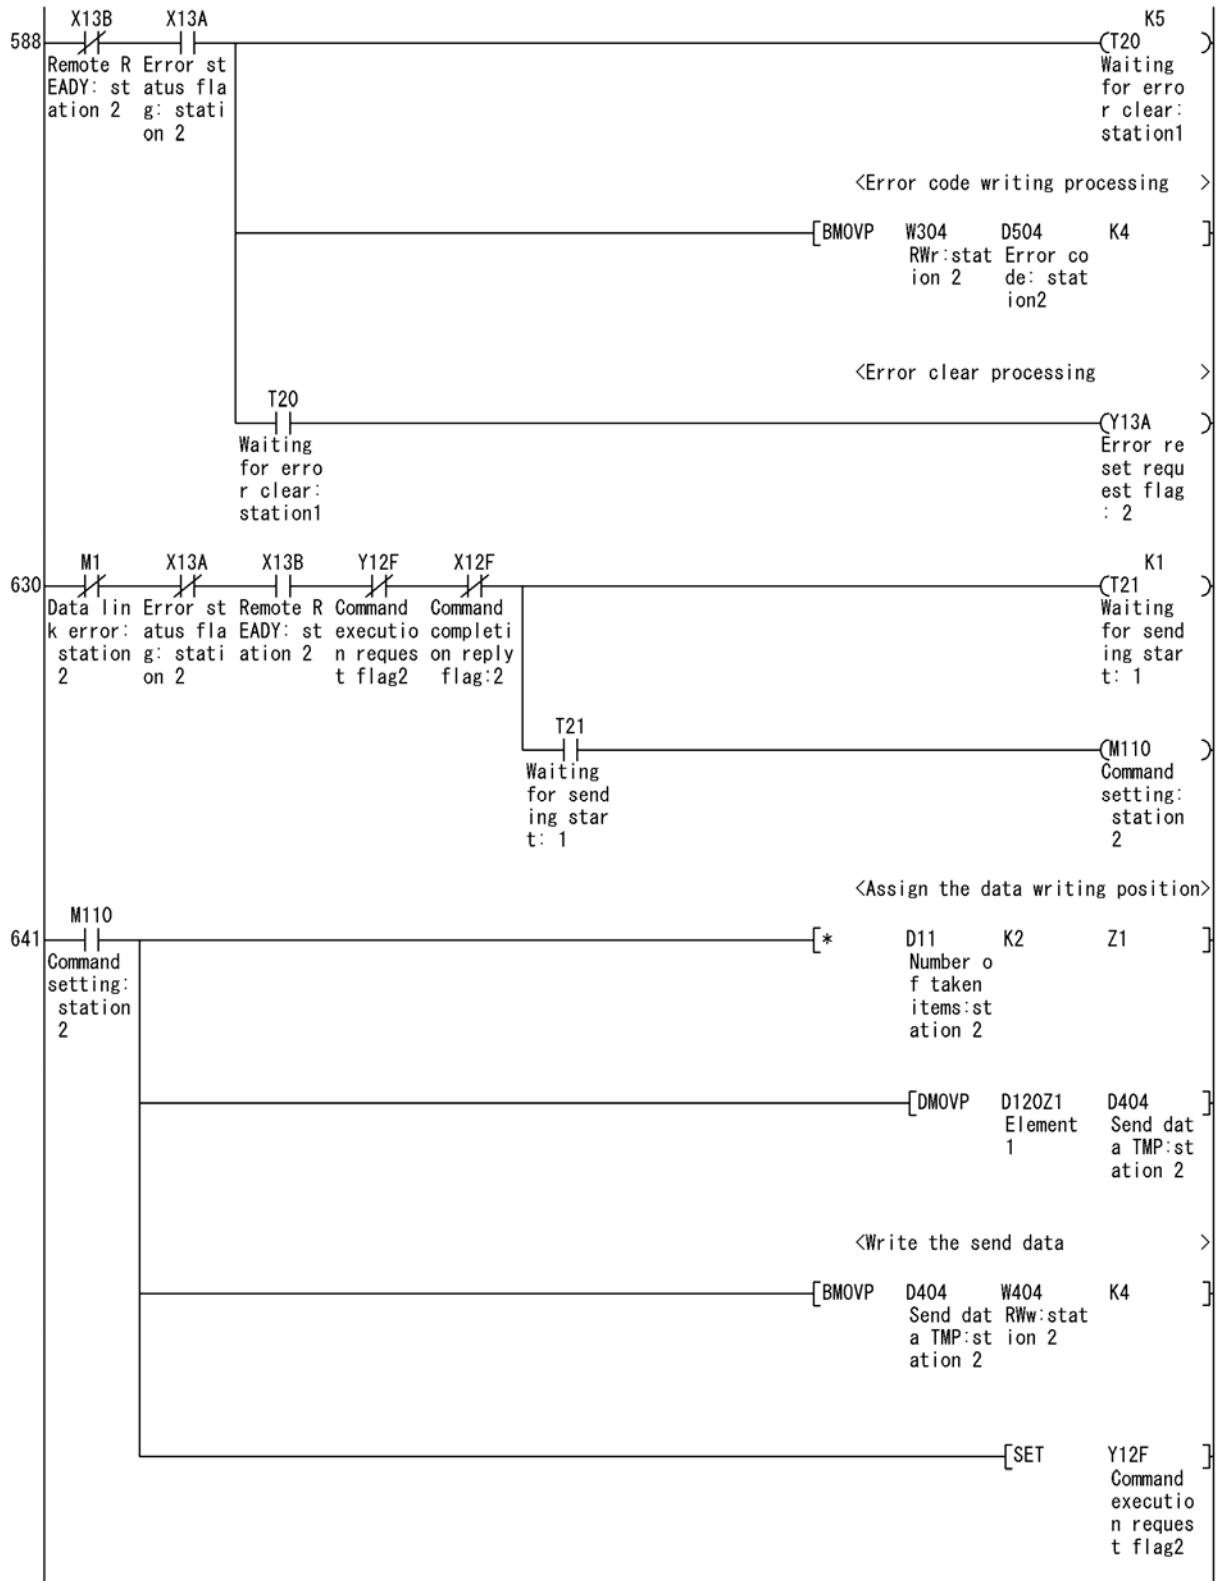 X13B X13A K5
588 (T20 )
Remote R Error st Waiting
EADY: st atus fla for erro
ation 2 g: stati r clear:
on 2 station1
<Error code writing processing >
[BMOVP W304 D504 K4 ]
RWr:stat Error co
ion 2 de: stat
ion2
<Error clear processing >
T20
(Y13A )
Waiting Error re
for erro set requ
r clear: est flag
station1 : 2
M1 X13A X13B Y12F X12F K1
630 (T21 )
Data lin Error st Remote R Command Command Waiting
k error: atus fla EADY: st executio completi for send
station g: stati ation 2 n reques on reply ing star
2 on 2 t flag2 flag:2 t: 1
T21
(M110 )
Waiting Command
for send setting:
ing star station
t: 1 2
<Assign the data writing position>
M110
641 [* D11 K2 Z1 ]
Command Number o
setting: f taken
station items:st
2 ation 2
[DMOVP D120Z1 D404 ]
Element Send dat
1 a TMP:st
ation 2
<Write the send data >
[BMOVP D404 W404 K4 ]
Send dat RWw:stat
a TMP:st ion 2
ation 2
[SET Y12F ]
Command
executio
n reques
t flag2